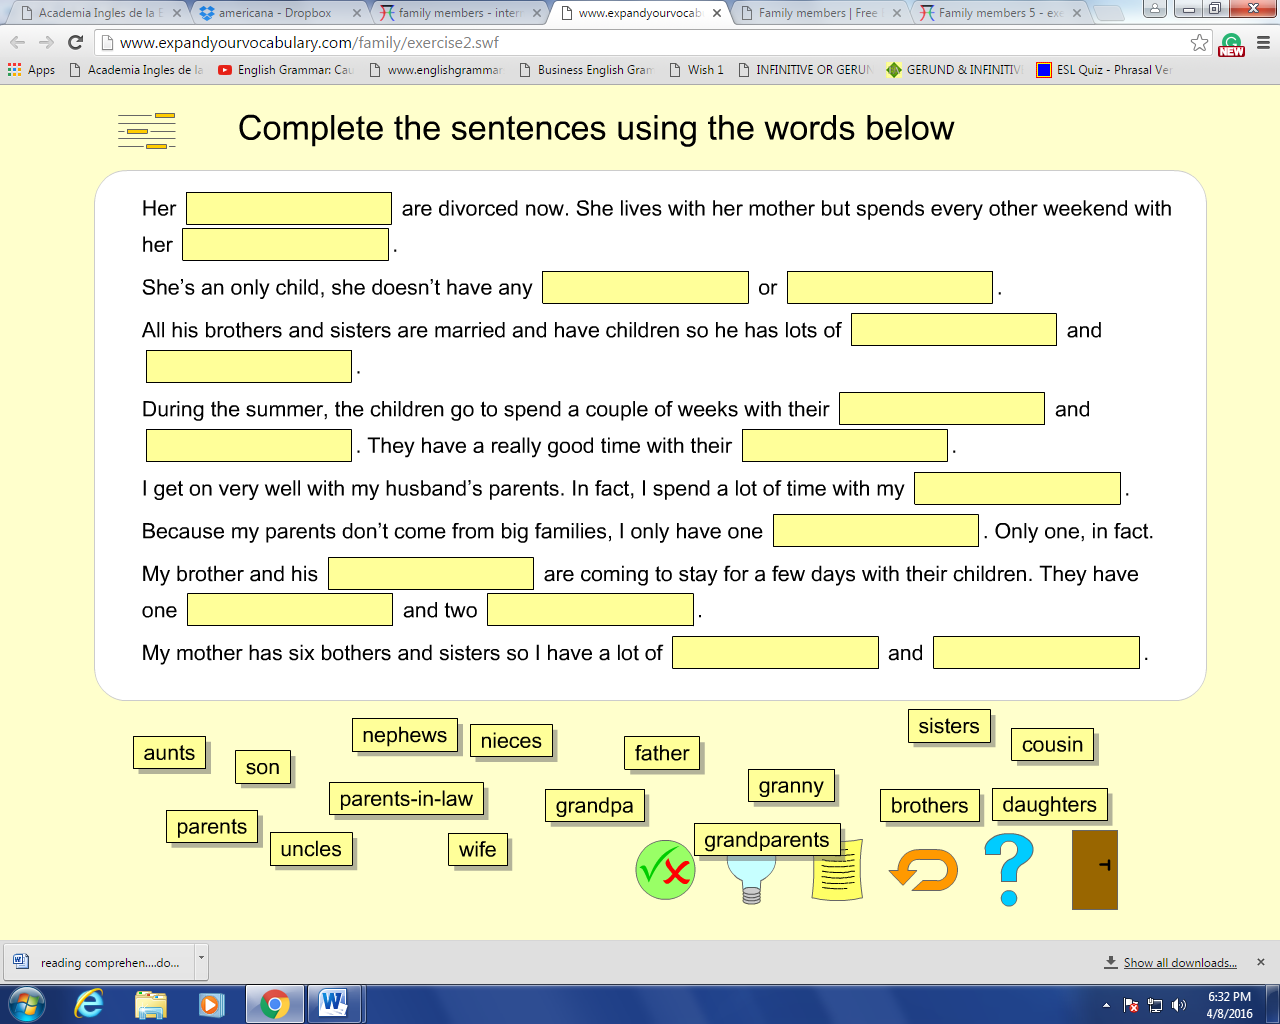 Academia Ingles de la E
americana - Dropbox
family members - inter
www.expandyourvocab
Family members | Free
Family members 5 - exe
www.expandyourvocabulary.com/family/exercise2.swf
NEW
Apps
Academia Ingles de la
English Grammar: Cau
www.englishgrammar
Business English Gram
Wish 1
INFINITIVE OR GERUN
GERUND & INFINITIVE
ESL Quiz - Phrasal Ver
Complete the sentences using the words below
Her are divorced now. She lives with her mother but spends every other weekend with
her .
She's an only child, she doesn't have any or .
All his brothers and sisters are married and have children so he has lots of and
.
During the summer, the children go to spend a couple of weeks with their and
. They have a really good time with their .
I get on very well with my husband's parents. In fact, I spend a lot of time with my .
Because my parents don't come from big families, I only have one . Only one, in fact.
My brother and his are coming to stay for a few days with their children. They have
one and two .
My mother has six bothers and sisters so I have a lot of and .
aunts
son
nephews
nieces
father
sisters
cousin
parents-in-law
grandpa
granny
brothers
daughters
parents
uncles
wife
grandparents
reading comprehen....do...
Show all downloads...
6:32 PM
4/8/2016